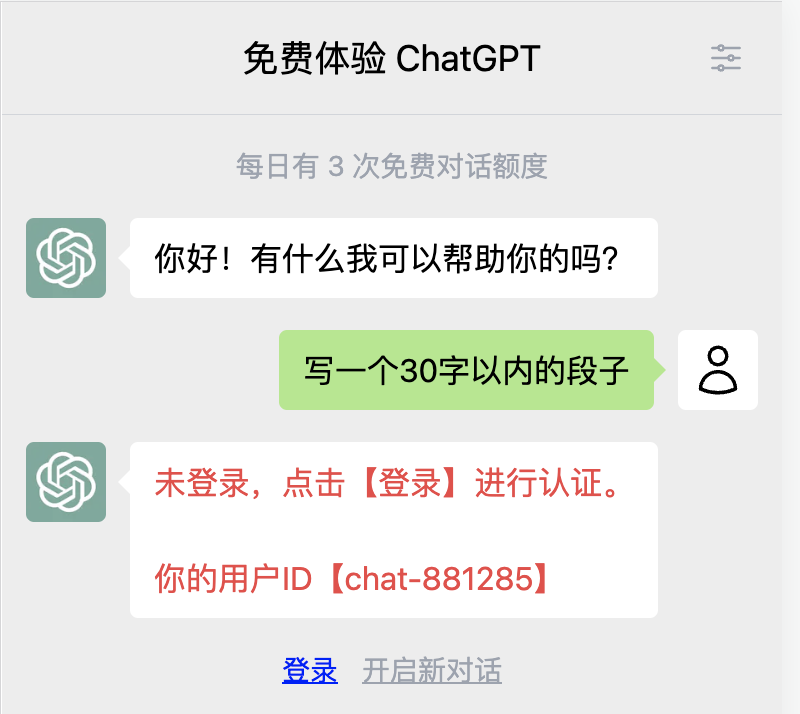 免费体验 ChatGPT
每日有 3 次免费对话额度
你好！有什么我可以帮助你的吗？
写一个30字以内的段子
未登录，点击【登录】进行认证。
你的用户ID【chat-881285】
登录 开启新对话